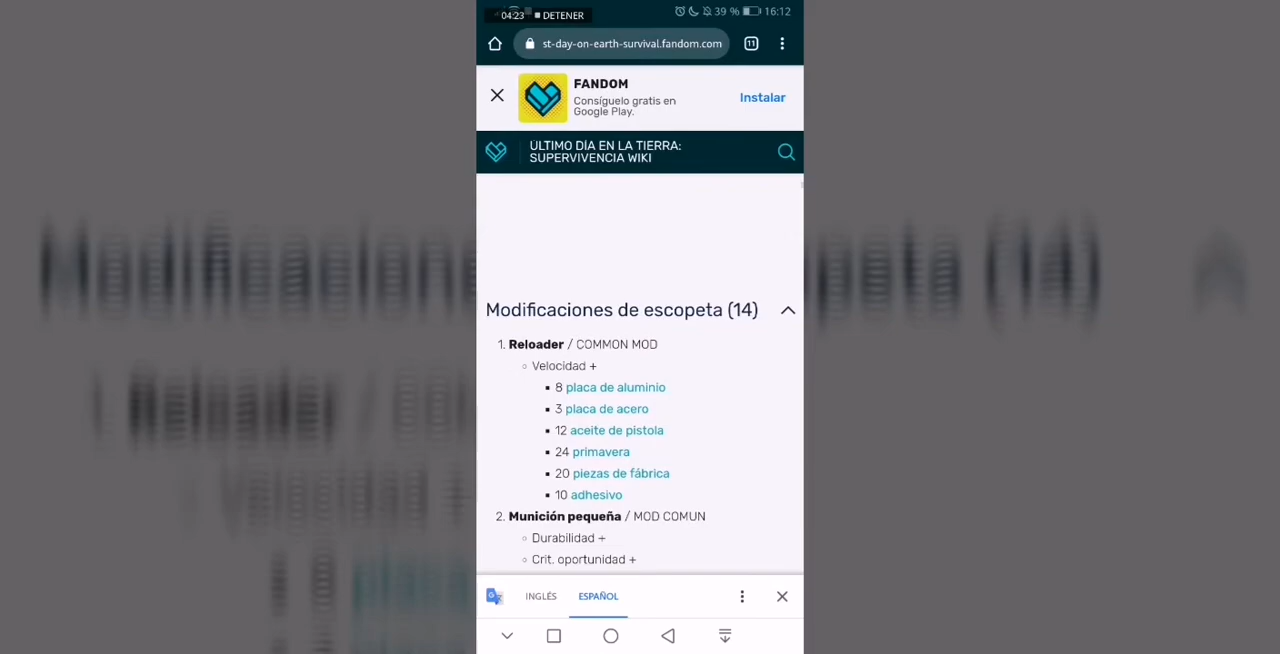 04:23 DETENER
39 % 16:12
st-day-on-earth-survival.fandom.com
11
FANDOM
Consíguelo gratis en
Google Play.
Instalar
ULTIMO DÍA EN LA TIERRA:
SUPERVIVENCIA WIKI
Modificaciones de escopeta (14)
1. Reloader / COMMON MOD
Velocidad +
8 placa de aluminio
3 placa de acero
12 aceite de pistola
24 primavera
20 piezas de fábrica
10 adhesivo
2. Munición pequeña / MOD COMUN
Durabilidad +
Crit. oportunidad +
INGLÉS
ESPAÑOL